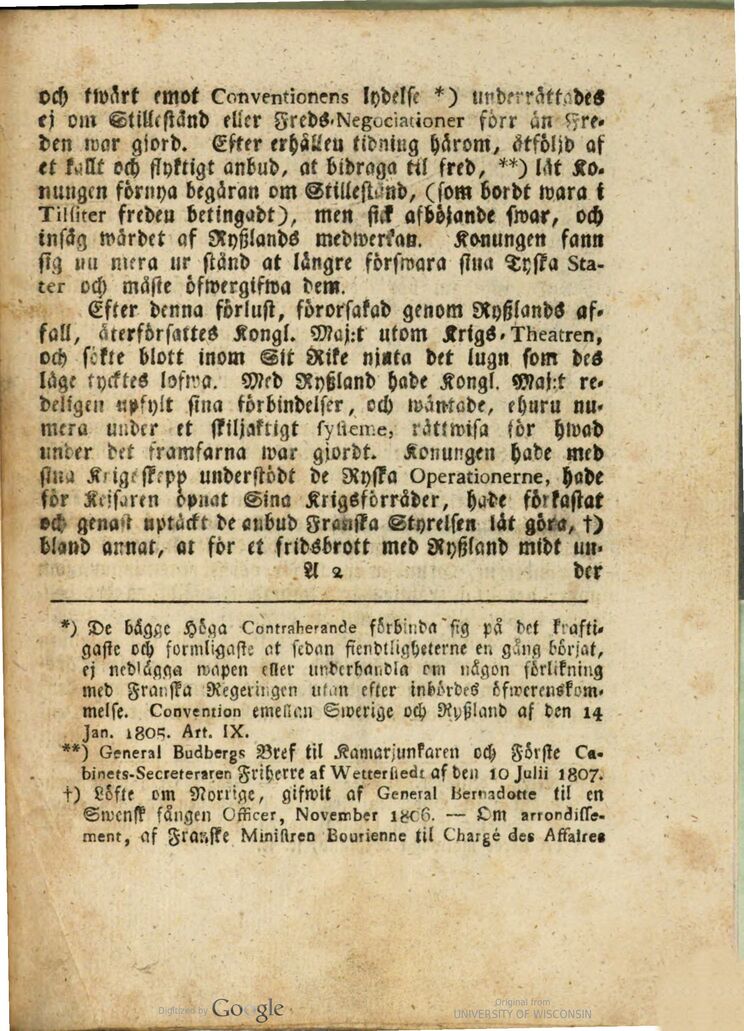 och twärt emot Conventionens lydelse *) underrättades
ej om Stillestånd eller Freds-Negociationer förr än Fre-
den war gjord. Efter erhållen tidning härom, åtföljd af
et kallt och flyktigt anbud, at bidraga til fred, **) lät Ko-
nungen förnya begäran om Stillestånd, (som bordt wara i
Tilsiter freden betingadt), men fick afböjande swar, och
insåg wärdet af Ryßlands medwerkan. Konungen fann
sig nu mera ur stånd at längre förswara sina Tyska Sta-
ter och måste öfwergifwa dem.
Efter denna förlust, förorsakad genom Ryßlands af-
fall, återförsattes Kongl. Maj:t utom Krigs-Theatren,
och sökte blott inom Sit Rike njuta det lugn som des
läge tycktes lofwa. Med Ryßland hade Kongl. Maj:t re-
deligen upfylt sina förbindelser, och wäntade, ehuru nu-
mera under et skiljaktigt systeme, rättwisa för hwad
under det framfarna war giordt. Konungen hade med
sina Krigsskepp understödt de Ryska Operationerne, hade
för Keisaren öpnat Sina Krigsförråder, hade förkastat
och genast uptäckt de anbud Franska Styrelsen lät göra, †)
bland annat, at för et fridsbrott med Ryßland midt un-
A 2 der
*) De bägge Höga Contraherande förbinda sig på det krafti-
gaste och formligaste at sedan fiendtligheterne en gång börjat,
ej nedlägga wapen eller underhandla om någon förlikning
med Franska Regeringen utan efter inbördes öfwerenskom-
melse. Convention emellan Swerige och Ryßland af den 14
Jan. 1805. Art. IX.
**) General Budbergs Bref til Kamarjunkaren och Förste Ca-
binets-Secreteraren Friherre af Wetterstedt af den 10 Julii 1807.
†) Löfte om Norrige, gifwit af General Bernadotte til en
Swensk fången Officer, November 1806. — Om arrondisse-
ment, af Franske Ministren Bourienne til Chargé des Affaires
Digitized by Google
Original from
UNIVERSITY OF WISCONSIN